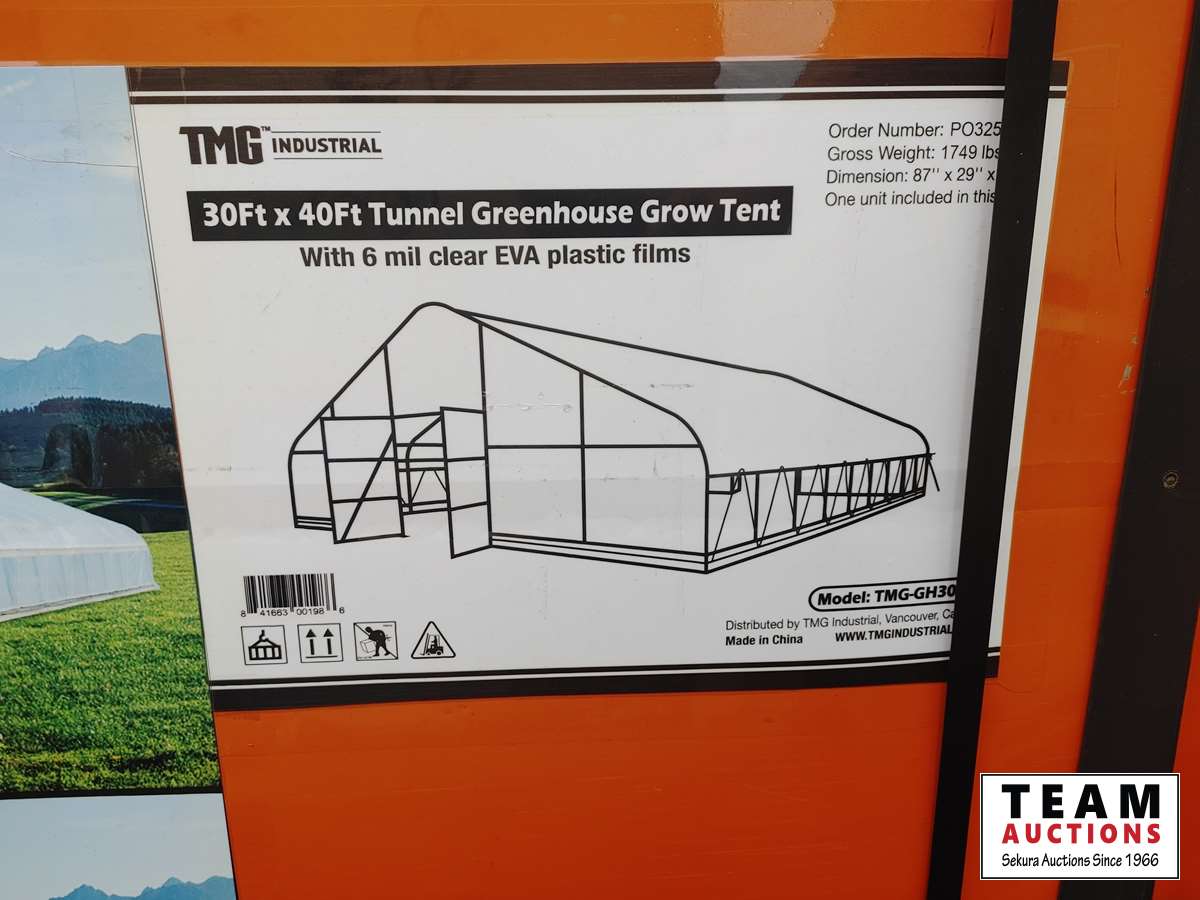 TMG™ INDUSTRIAL
Order Number: PO325
Gross Weight: 1749 lbs
Dimension: 87" x 29" x
One unit included in this
30Ft x 40Ft Tunnel Greenhouse Grow Tent
With 6 mil clear EVA plastic films
8 41663 00198 6
Model: TMG-GH30
Distributed by TMG Industrial, Vancouver,
Made in China WWW.TMGINDUSTRIAL
TEAM
AUCTIONS
Sekura Auctions Since 1966